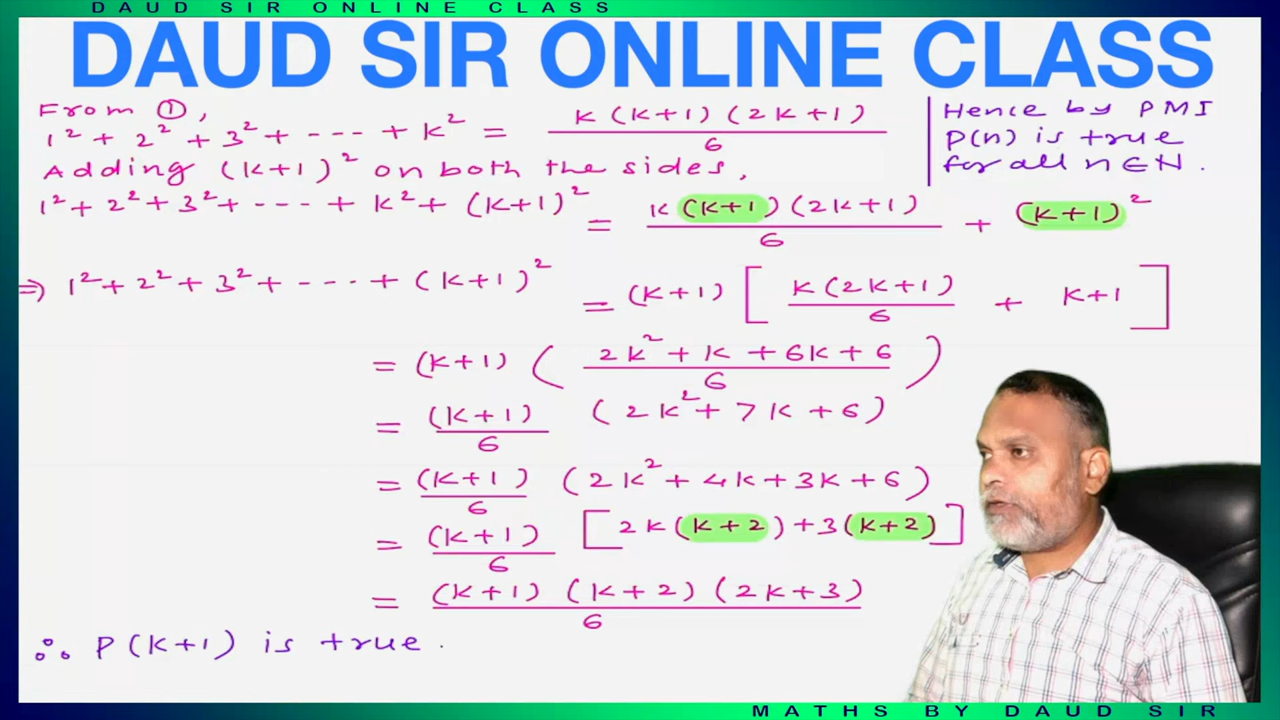 DAUD SIR ONLINE CLASS
DAUD SIR ONLINE CLASS
From ①,
1² + 2² + 3² + ---- + k² = k(k+1)(2k+1)/6
Adding (k+1)² on both the sides,
1² + 2² + 3² + ---- + k² + (k+1)² = k(k+1)(2k+1)/6 + (k+1)²
⇒ 1² + 2² + 3² + ---- + (k+1)² = (k+1) [ k(2k+1)/6 + k+1 ]
= (k+1) ( (2k² + k + 6k + 6)/6 )
= (k+1)/6 (2k² + 7k + 6)
= (k+1)/6 (2k² + 4k + 3k + 6)
= (k+1)/6 [2k(k+2) + 3(k+2)]
= (k+1)(k+2)(2k+3)/6
∴ P(k+1) is true.
Hence by PMI
P(n) is true
for all n ∈ N.
MATHS BY DAUD SIR